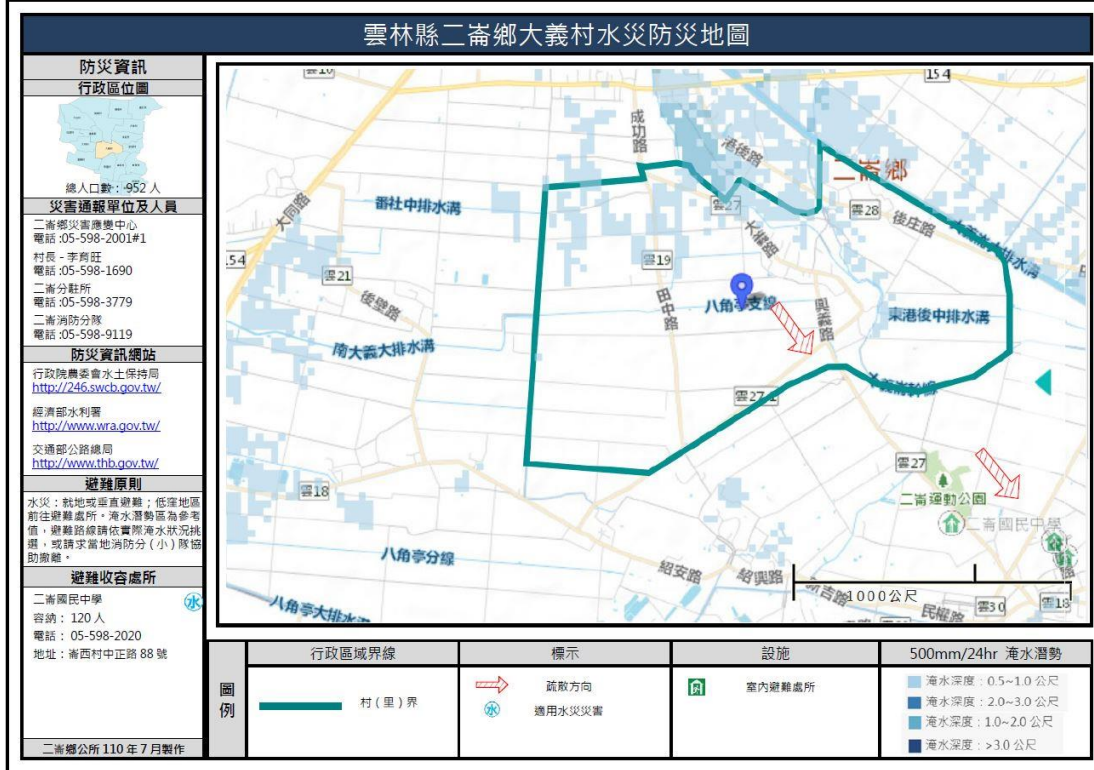 雲林縣二崙鄉大義村水災防災地圖
防災資訊
行政區位圖
總人口數：952 人
災害通報單位及人員
二崙鄉災害應變中心
電話:05-598-2001#1
村長 - 李育旺
電話:05-598-1690
二崙分駐所
電話:05-598-3779
二崙消防分隊
電話:05-598-9119
防災資訊網站
行政院農委會水土保持局
http://246.swcb.gov.tw/
經濟部水利署
http://www.wra.gov.tw/
交通部公路總局
http://www.thb.gov.tw/
避難原則
水災：就地或垂直避難；低窪地區
前往避難處所。淹水潛勢區為參考
值，避難路線請依實際淹水狀況挑
選，或請求當地消防分(小)隊協
助撤離。
避難收容處所
二崙國民中學
水
容納：120 人
電話： 05-598-2020
地址：崙西村中正路 88 號
二崙鄉公所 110 年 7 月製作
154
成功路
港後路
二崙鄉
番社中排水溝
大同路
雲27
雲28
後庄路
大義崙大排水溝
154
雲21
雲19
後壁路
田中路
八角亭支線
興義路
東港後中排水溝
南大義大排水溝
雲27-1
雲27
雲18
二崙運動公園
二崙國民中學
八角亭分線
紹安路
紹興路
1000公尺
八角亭大排水溝
民權路
雲30
雲18
圖例
行政區域界線
標示
設施
500mm/24hr 淹水潛勢
村(里)界
疏散方向
水
適用水災災害
室內避難處所
淹水深度：0.5~1.0 公尺
淹水深度：2.0~3.0 公尺
淹水深度：1.0~2.0 公尺
淹水深度：>3.0 公尺